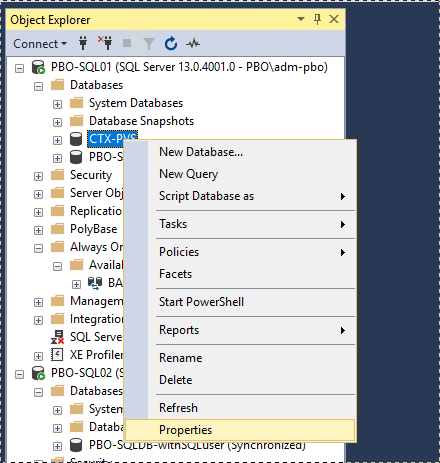 Object Explorer
Connect
PBO-SQL01 (SQL Server 13.0.4001.0 - PBO\adm-pbo)
Databases
System Databases
Database Snapshots
CTX-PVS
PBO-S
Security
Server Obj
Replication
PolyBase
Always On
Availa
BA
Managem
Integration
SQL Serve
XE Profiler
PBO-SQL02 (S
Databases
System
Datab
PBO-SQLDB-withSQLuser (Synchronized)
Security
New Database...
New Query
Script Database as
Tasks
Policies
Facets
Start PowerShell
Reports
Rename
Delete
Refresh
Properties